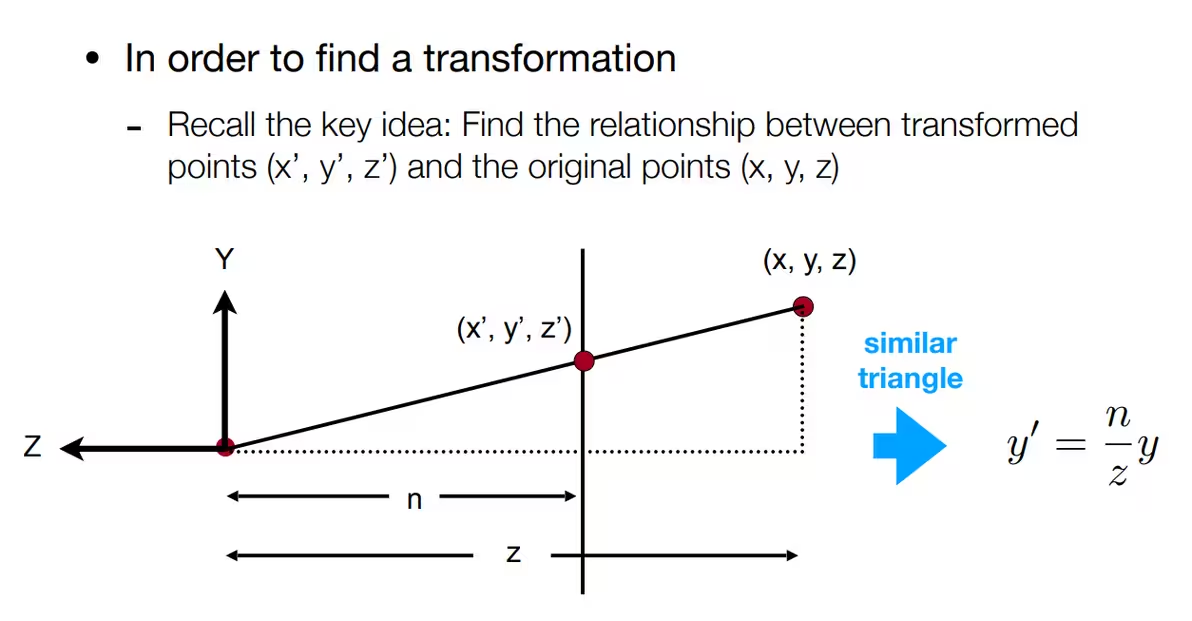 • In order to find a transformation
- Recall the key idea: Find the relationship between transformed
points (x’, y’, z’) and the original points (x, y, z)
Y
(x, y, z)
(x’, y’, z’)
similar
triangle
Z
y′ = n/z y
n
z